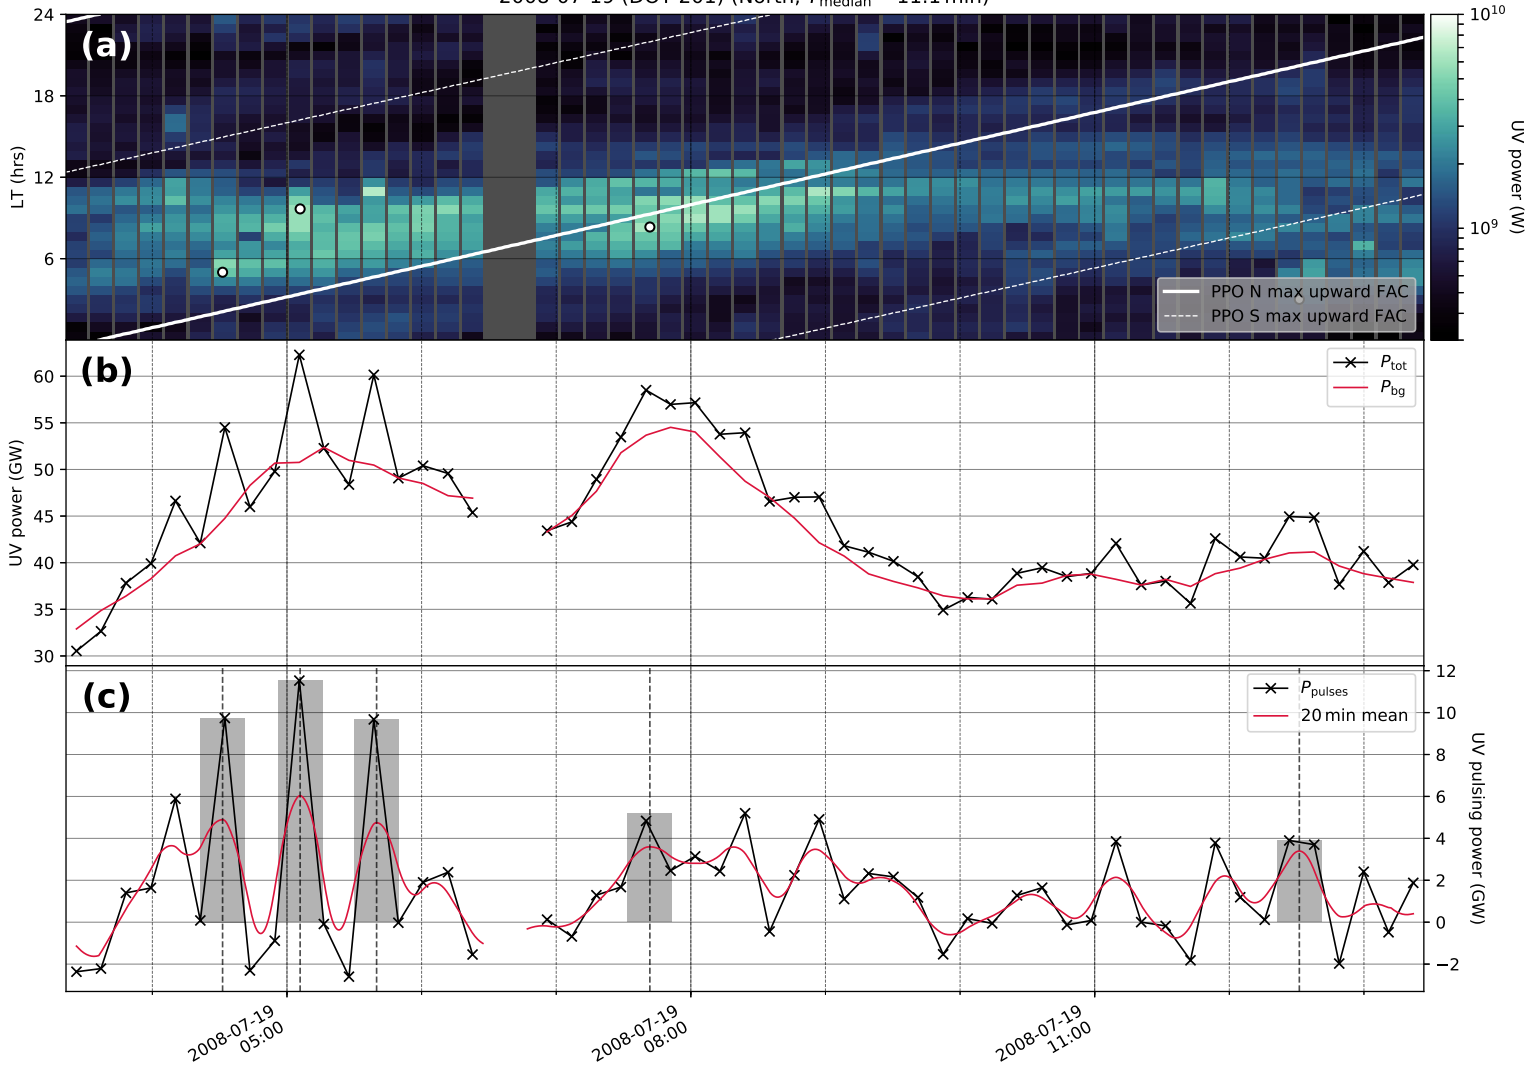 (a)
24
18
12
6
LT (hrs)
PPO N max upward FAC
PPO S max upward FAC
10¹⁰
10⁹
UV power (W)
(b)
60
55
50
45
40
35
30
UV power (GW)
P_tot
P_bg
(c)
P_pulses
20 min mean
12
10
8
6
4
2
0
−2
UV pulsing power (GW)
2008-07-19
05:00
2008-07-19
08:00
2008-07-19
11:00